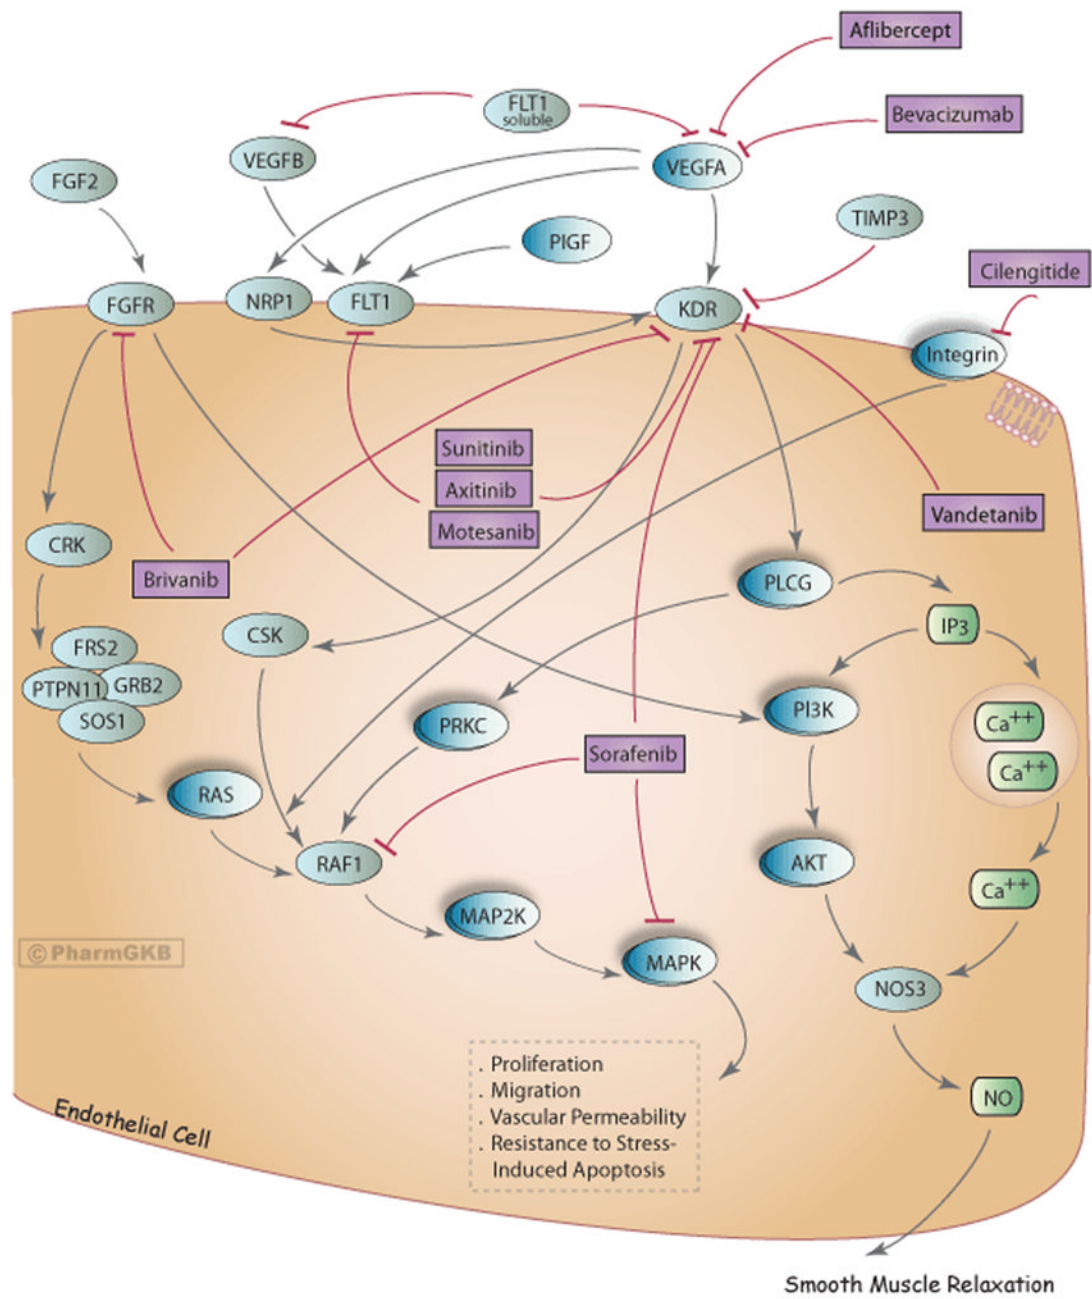 Aflibercept
FLT1
soluble
Bevacizumab
VEGFB
VEGFA
FGF2
TIMP3
PIGF
Cilengitide
FGFR
NRP1
FLT1
KDR
Integrin
Sunitinib
Axitinib
Motesanib
Vandetanib
CRK
Brivanib
PLCG
IP3
CSK
FRS2
PTPN11
GRB2
SOS1
PRKC
PI3K
Ca++
Ca++
Sorafenib
RAS
RAF1
AKT
Ca++
MAP2K
© PharmGKB
MAPK
NOS3
. Proliferation
. Migration
. Vascular Permeability
. Resistance to Stress-
Induced Apoptosis
NO
Endothelial Cell
Smooth Muscle Relaxation